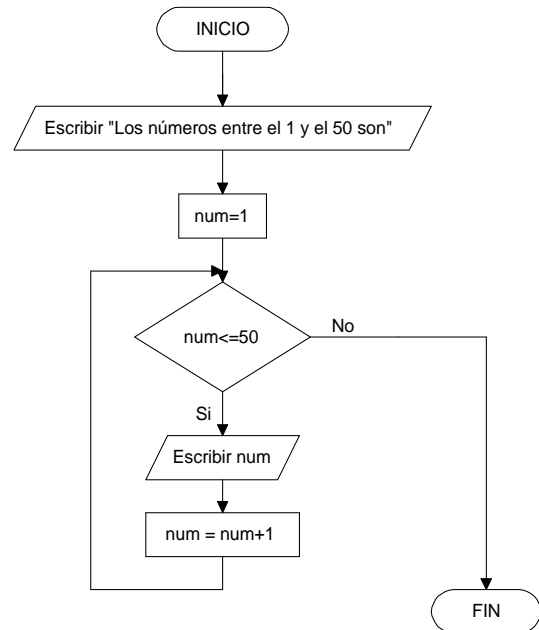 INICIO
Escribir "Los números entre el 1 y el 50 son"
num=1
num<=50
No
Si
Escribir num
num = num+1
FIN